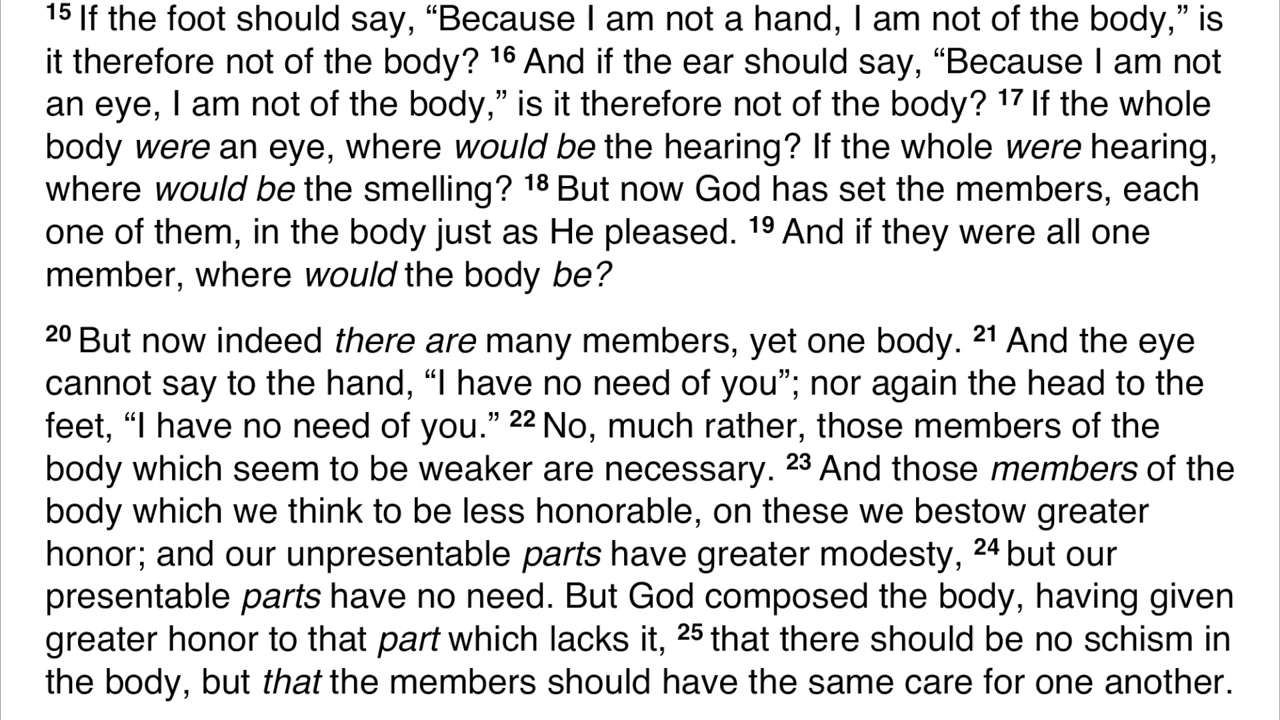 15 If the foot should say, “Because I am not a hand, I am not of the body,” is
it therefore not of the body? 16 And if the ear should say, “Because I am not
an eye, I am not of the body,” is it therefore not of the body? 17 If the whole
body were an eye, where would be the hearing? If the whole were hearing,
where would be the smelling? 18 But now God has set the members, each
one of them, in the body just as He pleased. 19 And if they were all one
member, where would the body be?
20 But now indeed there are many members, yet one body. 21 And the eye
cannot say to the hand, “I have no need of you”; nor again the head to the
feet, “I have no need of you.” 22 No, much rather, those members of the
body which seem to be weaker are necessary. 23 And those members of the
body which we think to be less honorable, on these we bestow greater
honor; and our unpresentable parts have greater modesty, 24 but our
presentable parts have no need. But God composed the body, having given
greater honor to that part which lacks it, 25 that there should be no schism in
the body, but that the members should have the same care for one another.